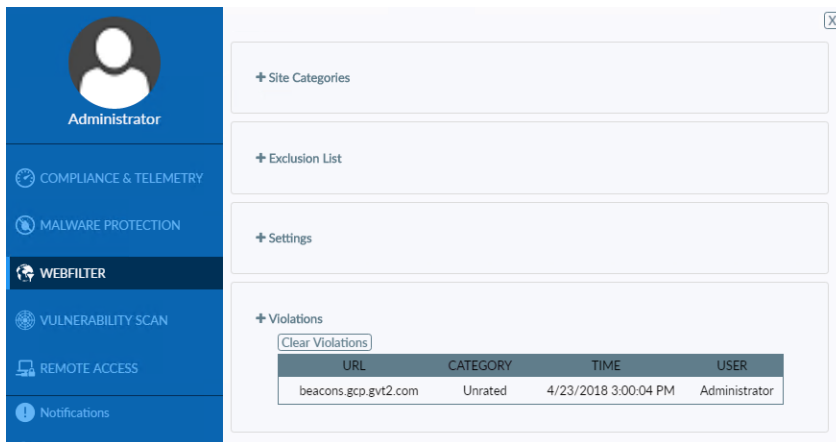 X
Administrator
COMPLIANCE & TELEMETRY
MALWARE PROTECTION
WEBFILTER
VULNERABILITY SCAN
REMOTE ACCESS
Notifications
+ Site Categories
+ Exclusion List
+ Settings
+ Violations
Clear Violations
URL CATEGORY TIME USER
beacons.gcp.gvt2.com Unrated 4/23/2018 3:00:04 PM Administrator